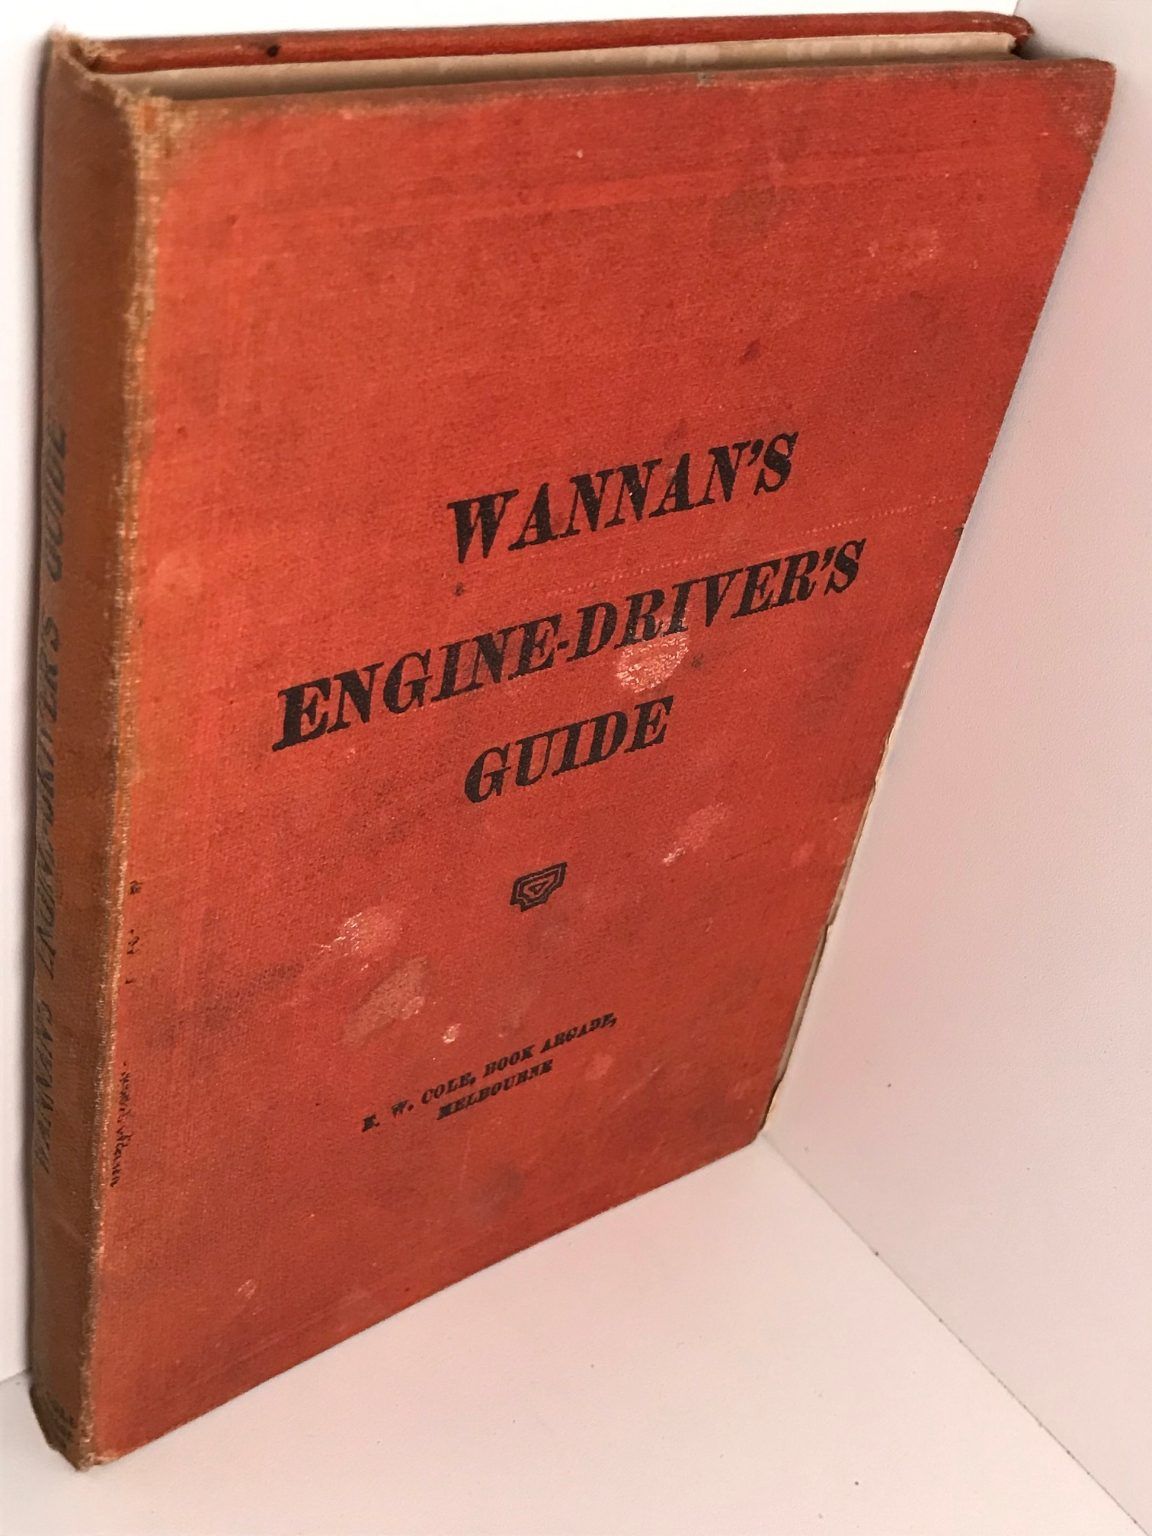 WANNAN'S
ENGINE-DRIVER'S
GUIDE
E. W. COLE, BOOK ARCADE,
MELBOURNE
WANNAN'S ENGINE-DRIVER'S GUIDE